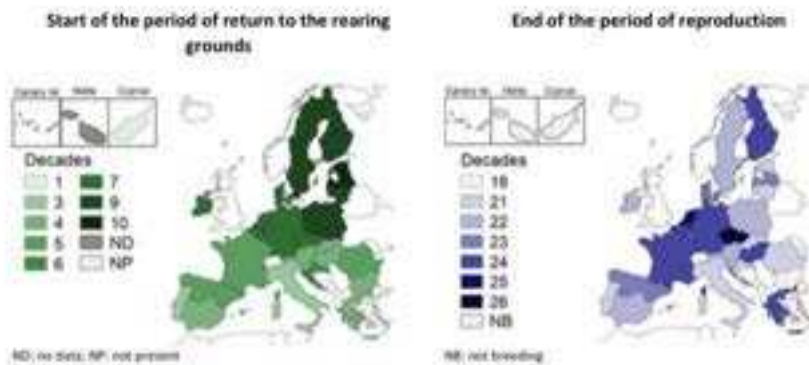 Start of the period of return to the rearing
grounds
End of the period of reproduction
Canary Is. Malta Cyprus
Canary Is. Malta Cyprus
Decades
1 7
3 9
4 10
5 ND
6 NP
Decades
18
21
22
23
24
25
26
NB
ND: no data; NP: not present
NB: not breeding